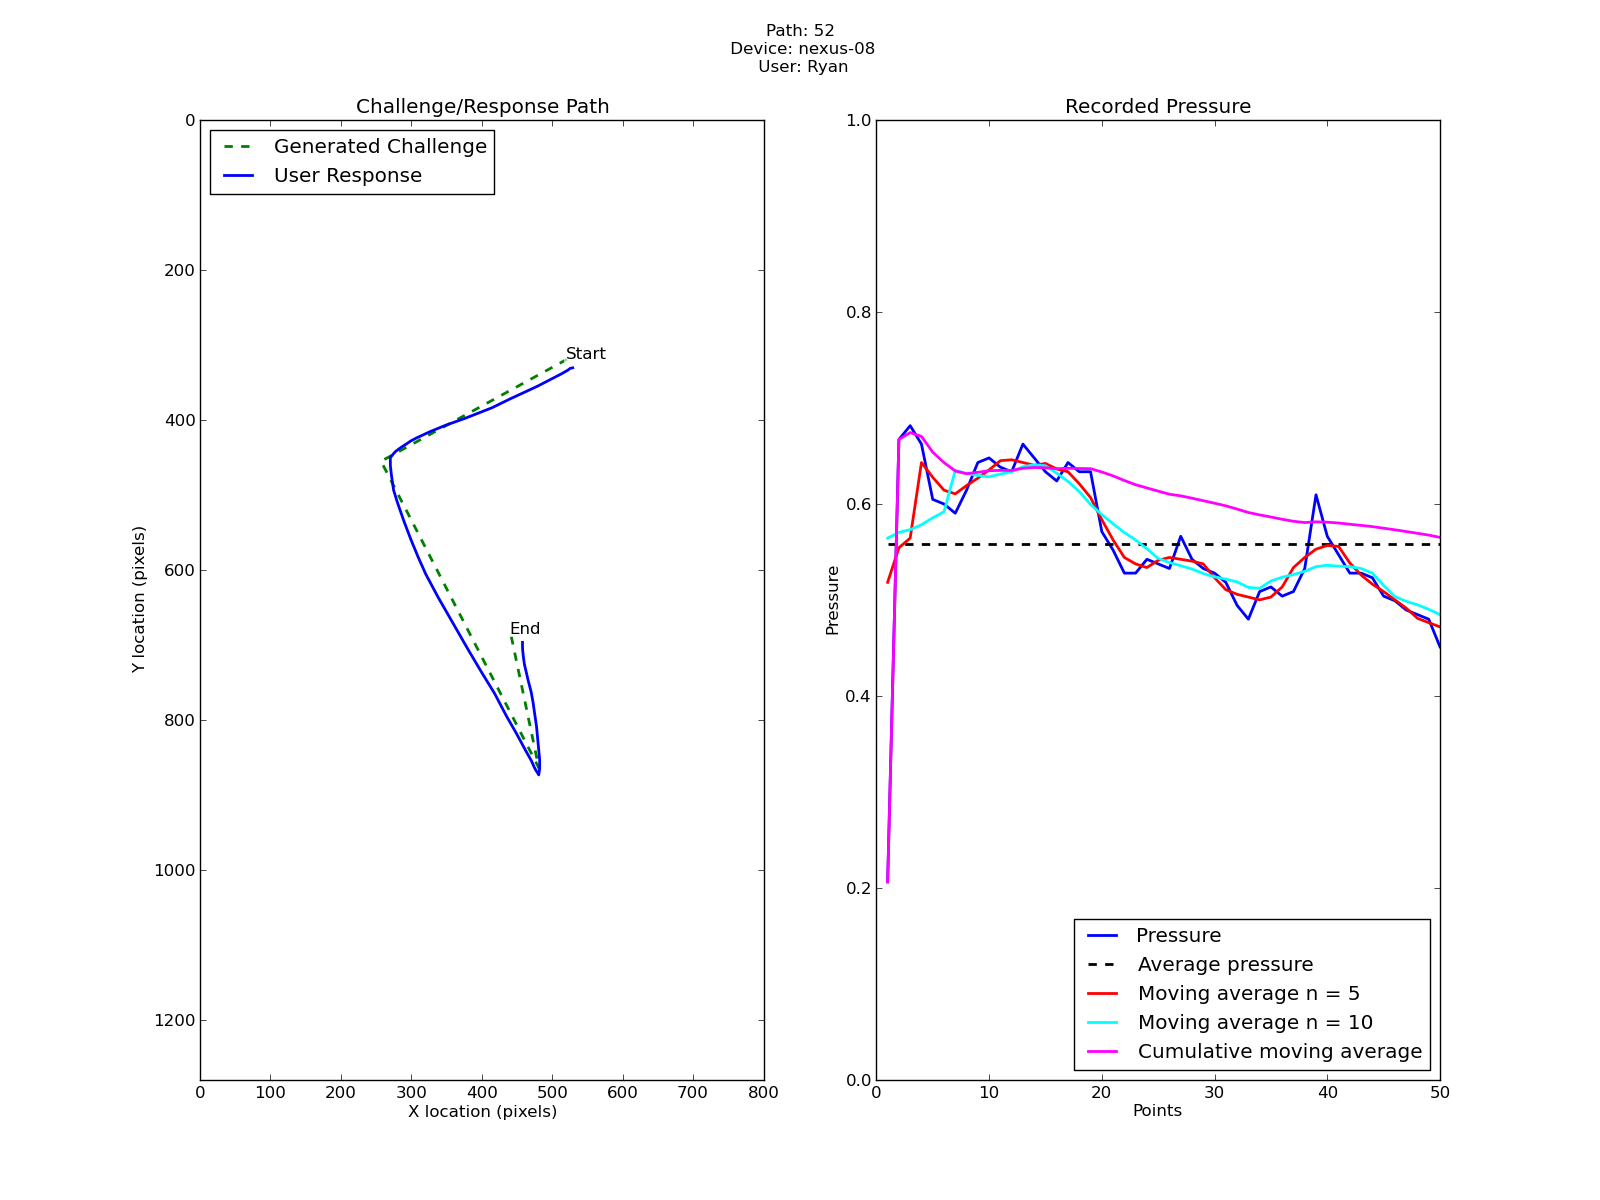 Path: 52
Device: nexus-08
User: Ryan
Challenge/Response Path
Generated Challenge
User Response
0
200
400
600
800
1000
1200
Y location (pixels)
Start
End
0 100 200 300 400 500 600 700 800
X location (pixels)
Recorded Pressure
1.0
0.8
0.6
0.4
0.2
0.0
Pressure
Pressure
Average pressure
Moving average n = 5
Moving average n = 10
Cumulative moving average
0 10 20 30 40 50
Points